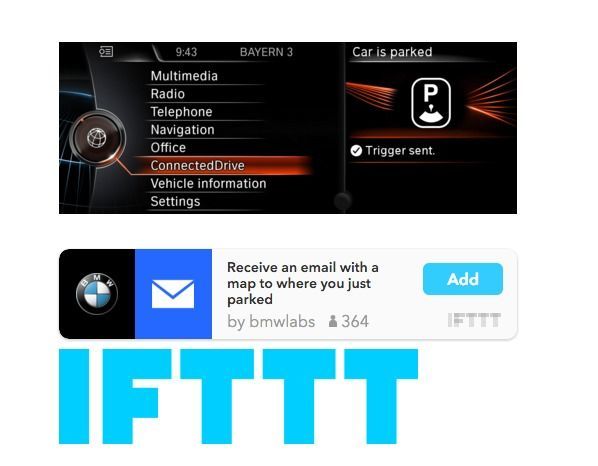 9:43 BAYERN 3
Multimedia
Radio
Telephone
Navigation
Office
ConnectedDrive
Vehicle information
Settings
Car is parked
P
Trigger sent.
BMW
Receive an email with a
map to where you just
parked
by bmwlabs 364
Add
IFTTT
IFTTT